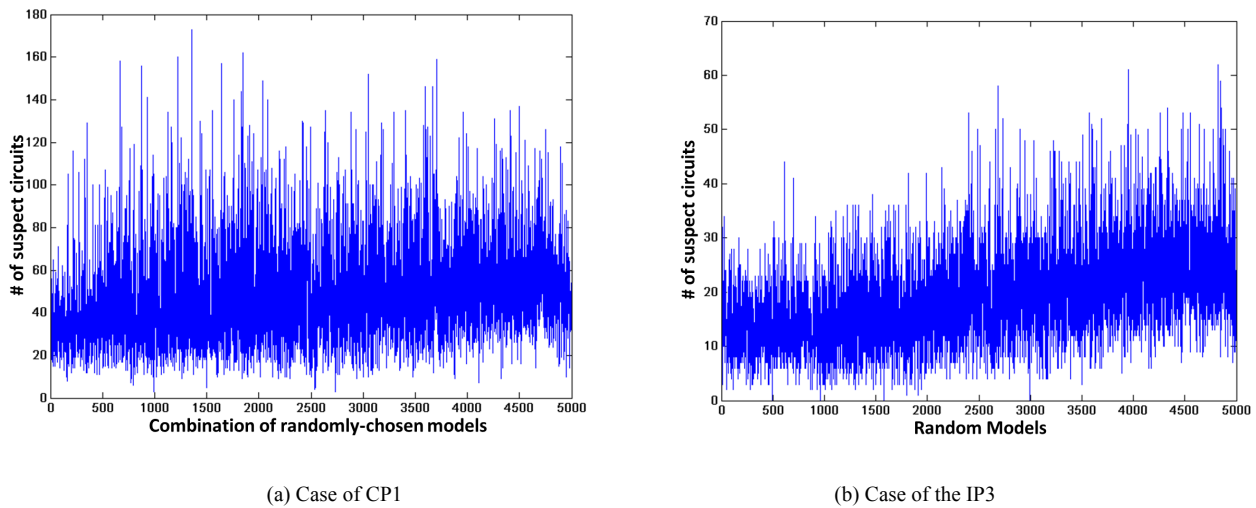 180
160
140
120
100
80
60
40
20
0
# of suspect circuits
0 500 1000 1500 2000 2500 3000 3500 4000 4500 5000
Combination of randomly-chosen models
(a) Case of CP1
70
60
50
40
30
20
10
0
# of suspect circuits
0 500 1000 1500 2000 2500 3000 3500 4000 4500 5000
Random Models
(b) Case of the IP3